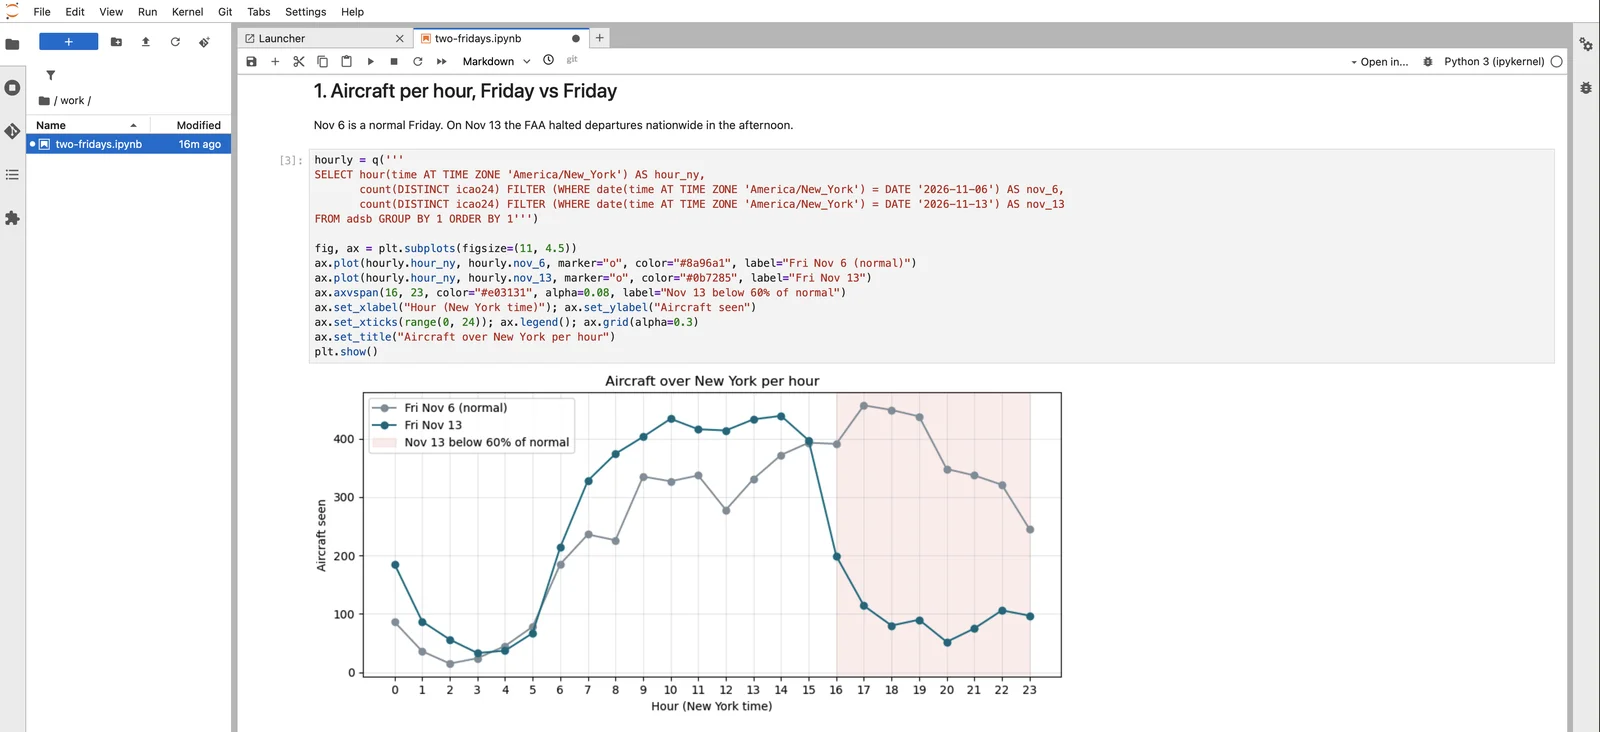 File Edit View Run Kernel Git Tabs Settings Help
Launcher
two-fridays.ipynb
Markdown
git
Open in...
Python 3 (ipykernel)
/ work /
Name Modified
two-fridays.ipynb 16m ago
1. Aircraft per hour, Friday vs Friday
Nov 6 is a normal Friday. On Nov 13 the FAA halted departures nationwide in the afternoon.
[3]:
hourly = q('''
SELECT hour(time AT TIME ZONE 'America/New_York') AS hour_ny,
       count(DISTINCT icao24) FILTER (WHERE date(time AT TIME ZONE 'America/New_York') = DATE '2026-11-06') AS nov_6,
       count(DISTINCT icao24) FILTER (WHERE date(time AT TIME ZONE 'America/New_York') = DATE '2026-11-13') AS nov_13
FROM adsb GROUP BY 1 ORDER BY 1''')
fig, ax = plt.subplots(figsize=(11, 4.5))
ax.plot(hourly.hour_ny, hourly.nov_6, marker="o", color="#8a96a1", label="Fri Nov 6 (normal)")
ax.plot(hourly.hour_ny, hourly.nov_13, marker="o", color="#0b7285", label="Fri Nov 13")
ax.axvspan(16, 23, color="#e03131", alpha=0.08, label="Nov 13 below 60% of normal")
ax.set_xlabel("Hour (New York time)"); ax.set_ylabel("Aircraft seen")
ax.set_xticks(range(0, 24)); ax.legend(); ax.grid(alpha=0.3)
ax.set_title("Aircraft over New York per hour")
plt.show()
Aircraft over New York per hour
Fri Nov 6 (normal)
Fri Nov 13
Nov 13 below 60% of normal
Aircraft seen
400
300
200
100
0
0 1 2 3 4 5 6 7 8 9 10 11 12 13 14 15 16 17 18 19 20 21 22 23
Hour (New York time)